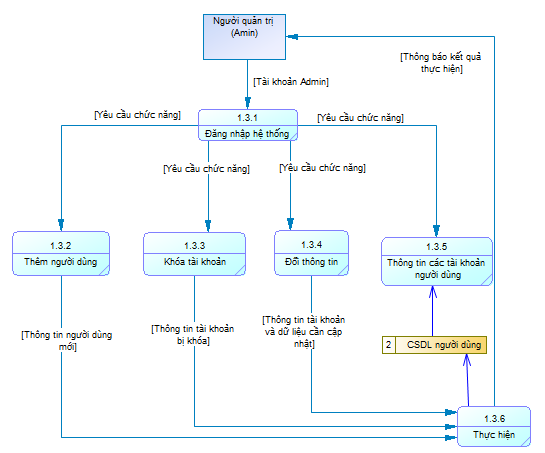 Người quản trị
(Amin)
[Thông báo kết quả
thực hiện]
[Tài khoản Admin]
[Yêu cầu chức năng]
1.3.1
Đăng nhập hệ thống
[Yêu cầu chức năng]
[Yêu cầu chức năng]
[Yêu cầu chức năng]
1.3.2
Thêm người dùng
1.3.3
Khóa tài khoản
1.3.4
Đổi thông tin
1.3.5
Thông tin các tài khoản
người dùng
[Thông tin người dùng
mới]
[Thông tin tài khoản
bị khóa]
[Thông tin tài khoản
và dữ liệu cần cập
nhật]
2 CSDL người dùng
1.3.6
Thực hiện